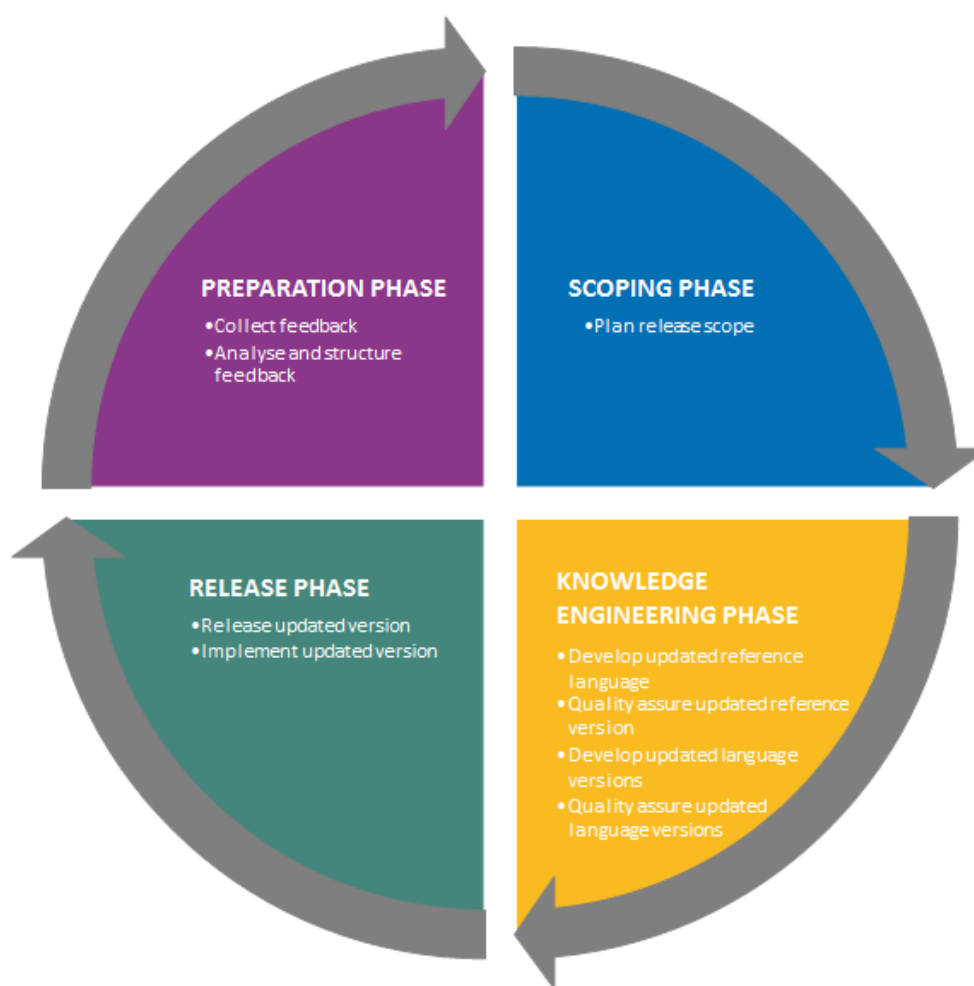 PREPARATION PHASE
•Collect feedback
•Analyse and structure
feedback
SCOPING PHASE
•Plan release scope
KNOWLEDGE
ENGINEERING PHASE
•Develop updated reference
language
•Quality assure updated reference
version
•Develop updated language
versions
•Quality assure updated
language versions
RELEASE PHASE
•Release updated version
•Implement updated version